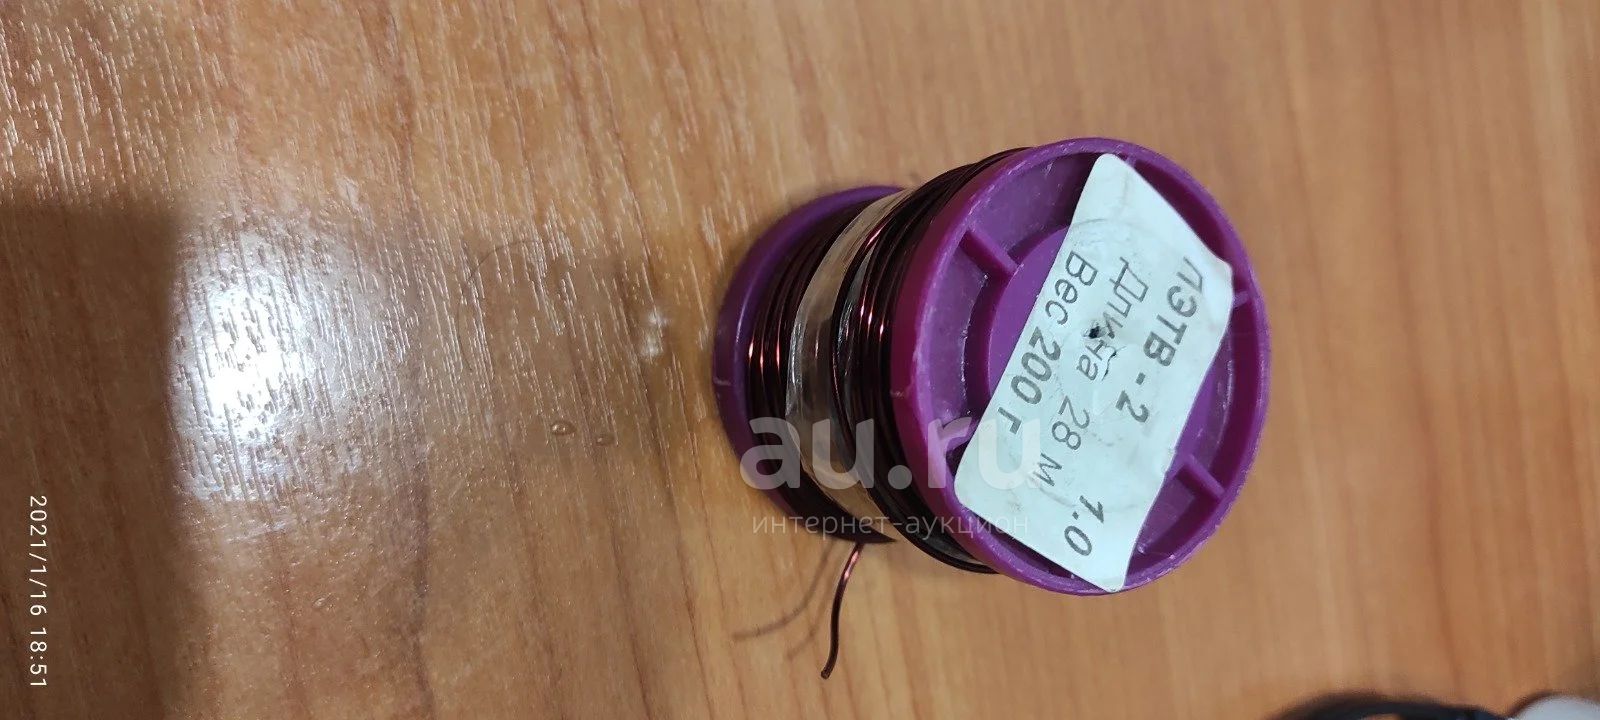 ПЭТВ - 2 1.0
Длина 28 м
Вес 200 г
au.ru
интернет-аукцион
2021/1/16 18:51